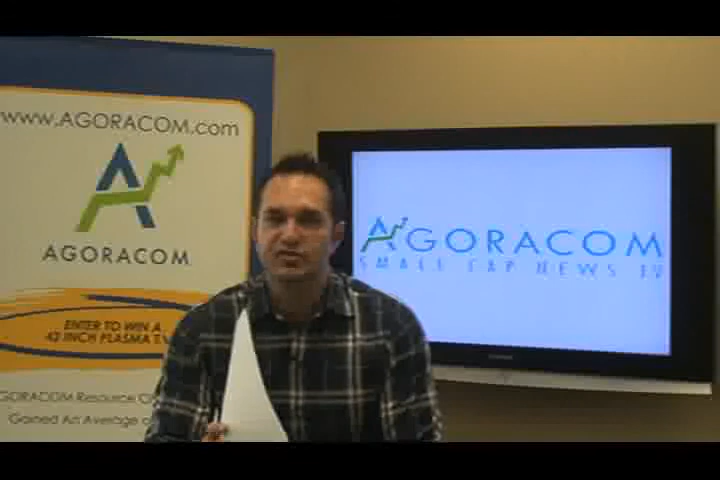 www.AGORACOM.com
AGORACOM
ENTER TO WIN A
42 INCH PLASMA T.V.
AGORACOM Resource
Gained An Average
AGORACOM
SMALL CAP NEWS TV